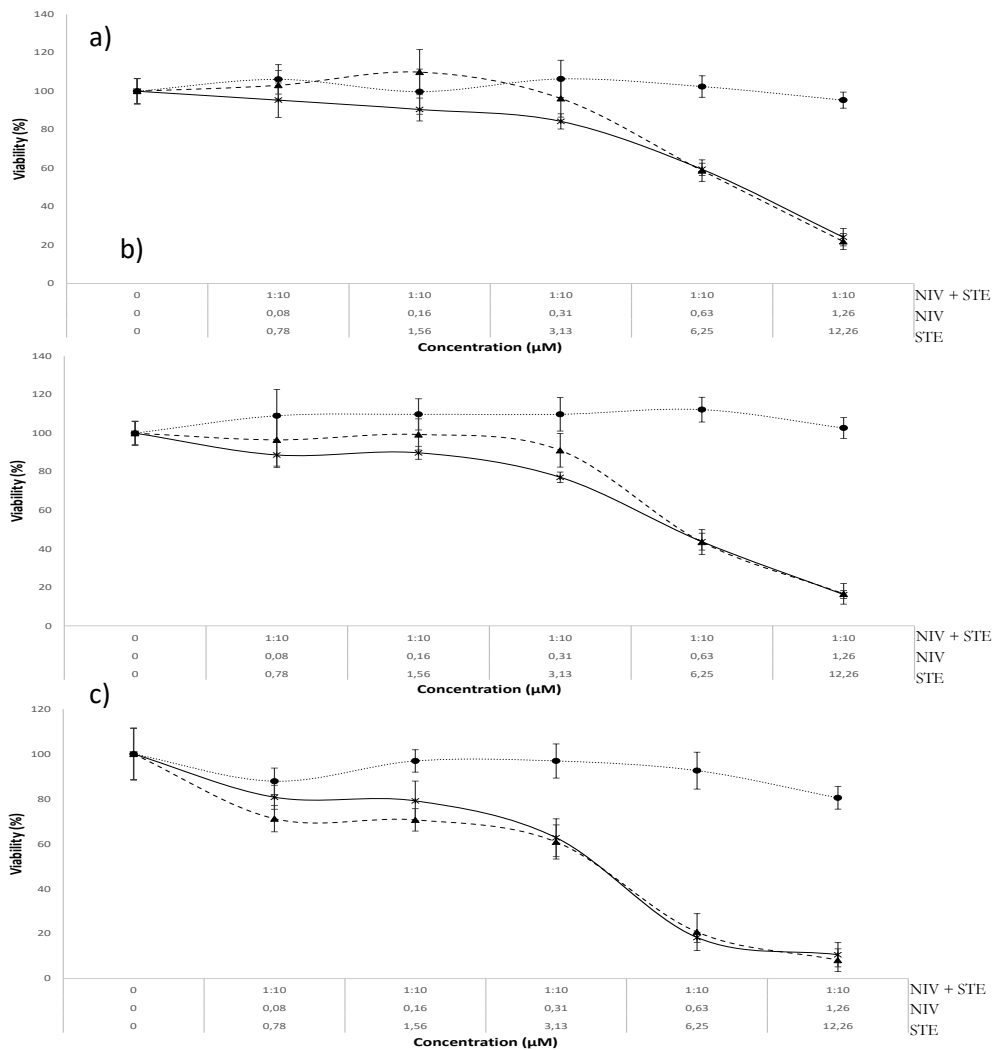 a)
Viability (%)
140
120
100
80
60
40
20
0
0 1:10 1:10 1:10 1:10 1:10 NIV + STE
0 0,08 0,16 0,31 0,63 1,26 NIV
0 0,78 1,56 3,13 6,25 12,26 STE
Concentration (µM)
b)
Viability (%)
140
120
100
80
60
40
20
0
0 1:10 1:10 1:10 1:10 1:10 NIV + STE
0 0,08 0,16 0,31 0,63 1,26 NIV
0 0,78 1,56 3,13 6,25 12,26 STE
Concentration (µM)
c)
Viability (%)
120
100
80
60
40
20
0
0 1:10 1:10 1:10 1:10 1:10 NIV + STE
0 0,08 0,16 0,31 0,63 1,26 NIV
0 0,78 1,56 3,13 6,25 12,26 STE
Concentration (µM)